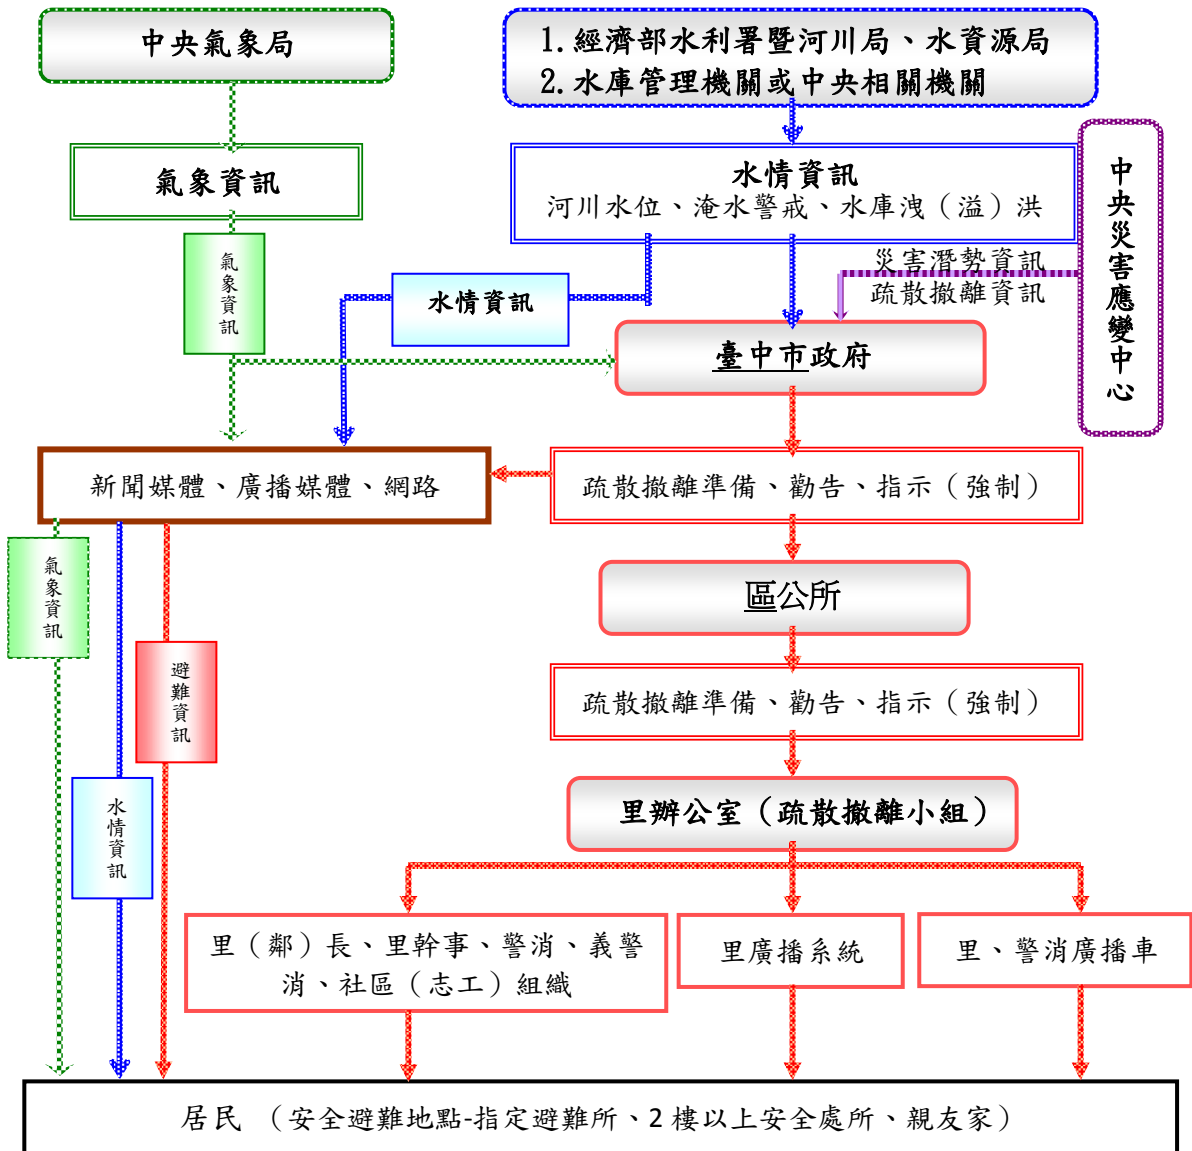 中央氣象局
1. 經濟部水利署暨河川局、水資源局
2. 水庫管理機關或中央相關機關
氣象資訊
水情資訊
河川水位、淹水警戒、水庫洩（溢）洪
中央災害應變中心
氣象資訊
水情資訊
災害潛勢資訊
疏散撤離資訊
臺中市政府
新聞媒體、廣播媒體、網路
疏散撤離準備、勸告、指示（強制）
氣象資訊
區公所
避難資訊
疏散撤離準備、勸告、指示（強制）
水情資訊
里辦公室（疏散撤離小組）
里（鄰）長、里幹事、警消、義警
消、社區（志工）組織
里廣播系統
里、警消廣播車
居民 （安全避難地點-指定避難所、2 樓以上安全處所、親友家）